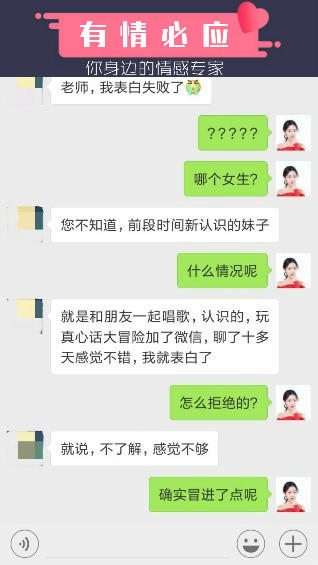 有情必应
你身边的情感专家
老师，我表白失败了
?????
哪个女生?
您不知道，前段时间新认识的妹子
什么情况呢
就是和朋友一起唱歌，认识的，玩
真心话大冒险加了微信，聊了十多
天感觉不错，我就表白了
怎么拒绝的?
就说，不了解，感觉不够
确实冒进了点呢